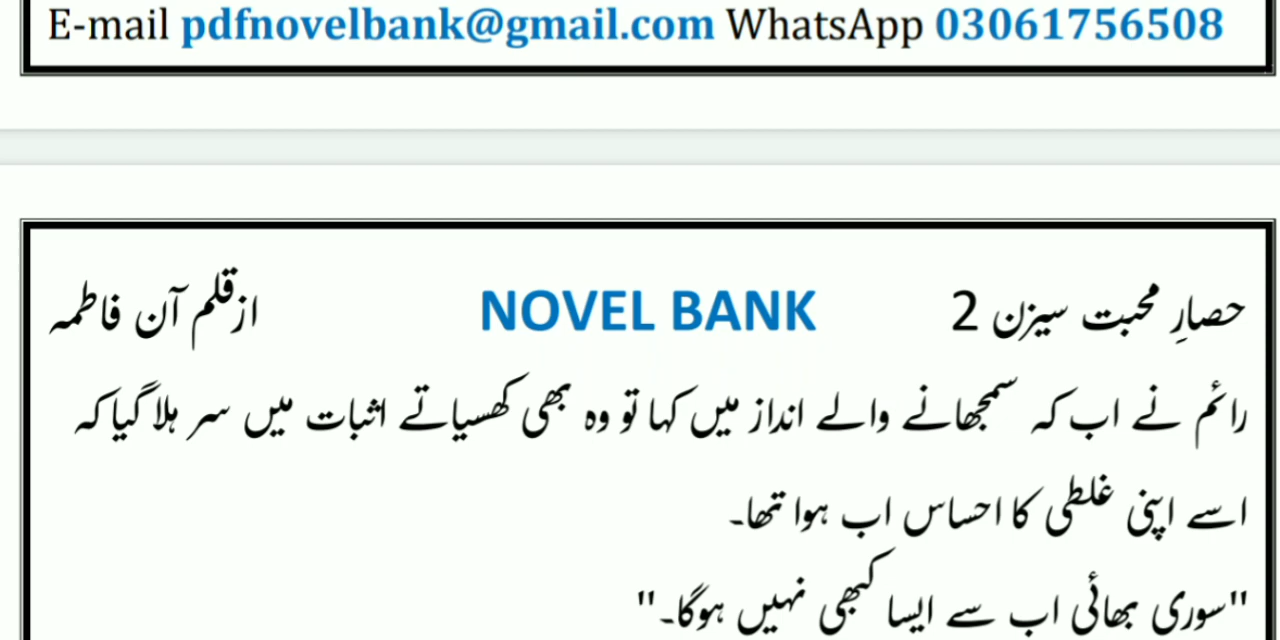 E-mail pdfnovelbank@gmail.com WhatsApp 03061756508
حصارِ محبت سیزن 2 NOVEL BANK ازقلم آن فاطمہ
رائم نے اب کہ سمجھانے والے انداز میں کہا تو وہ بھی کھسیاتے اثبات میں سر ہلا گیا کہ
اسے اپنی غلطی کا احساس اب ہوا تھا۔
"سوری بھائی اب سے ایسا کبھی نہیں ہوگا۔"